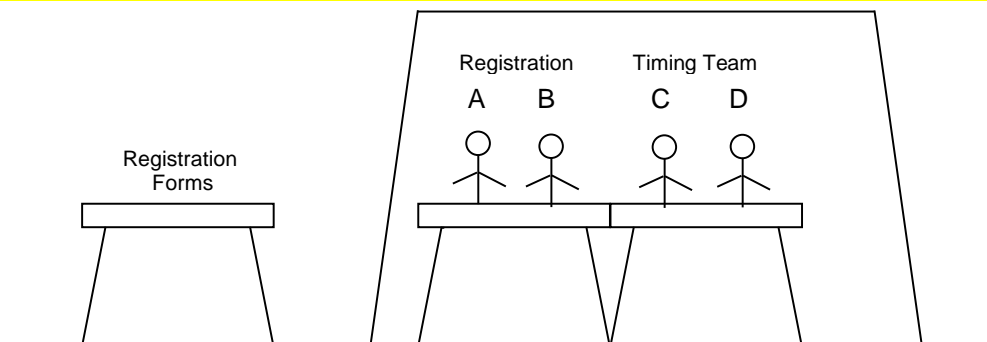 Registration Timing Team
A B C D
Registration
Forms